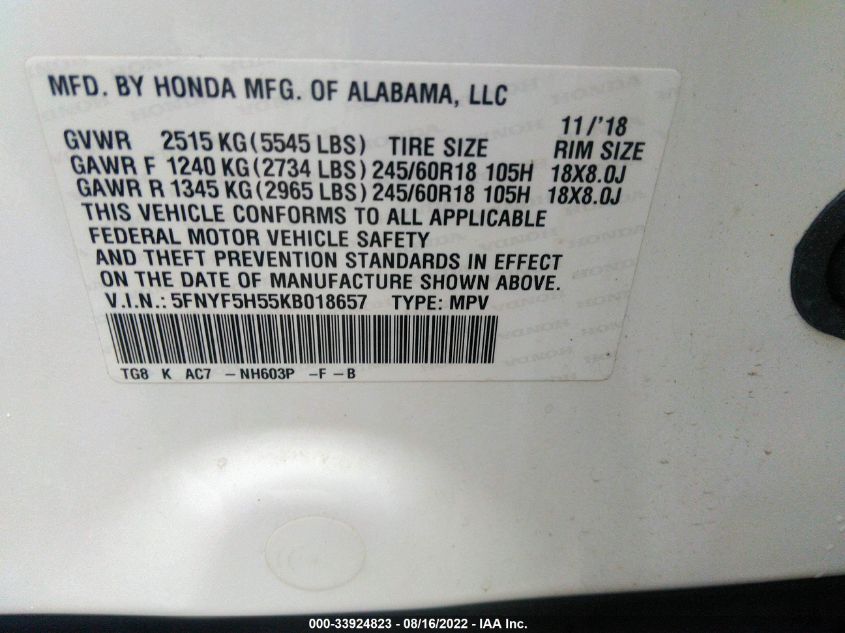 MFD. BY HONDA MFG. OF ALABAMA, LLC
11/'18
GVWR 2515 KG (5545 LBS) TIRE SIZE RIM SIZE
GAWR F 1240 KG (2734 LBS) 245/60R18 105H 18X8.0J
GAWR R 1345 KG (2965 LBS) 245/60R18 105H 18X8.0J
THIS VEHICLE CONFORMS TO ALL APPLICABLE
FEDERAL MOTOR VEHICLE SAFETY
AND THEFT PREVENTION STANDARDS IN EFFECT
ON THE DATE OF MANUFACTURE SHOWN ABOVE.
V.I.N.: 5FNYF5H55KB018657 TYPE: MPV
TG8 K AC7 -NH603P -F-B
000-33924823 - 08/16/2022 - IAA Inc.